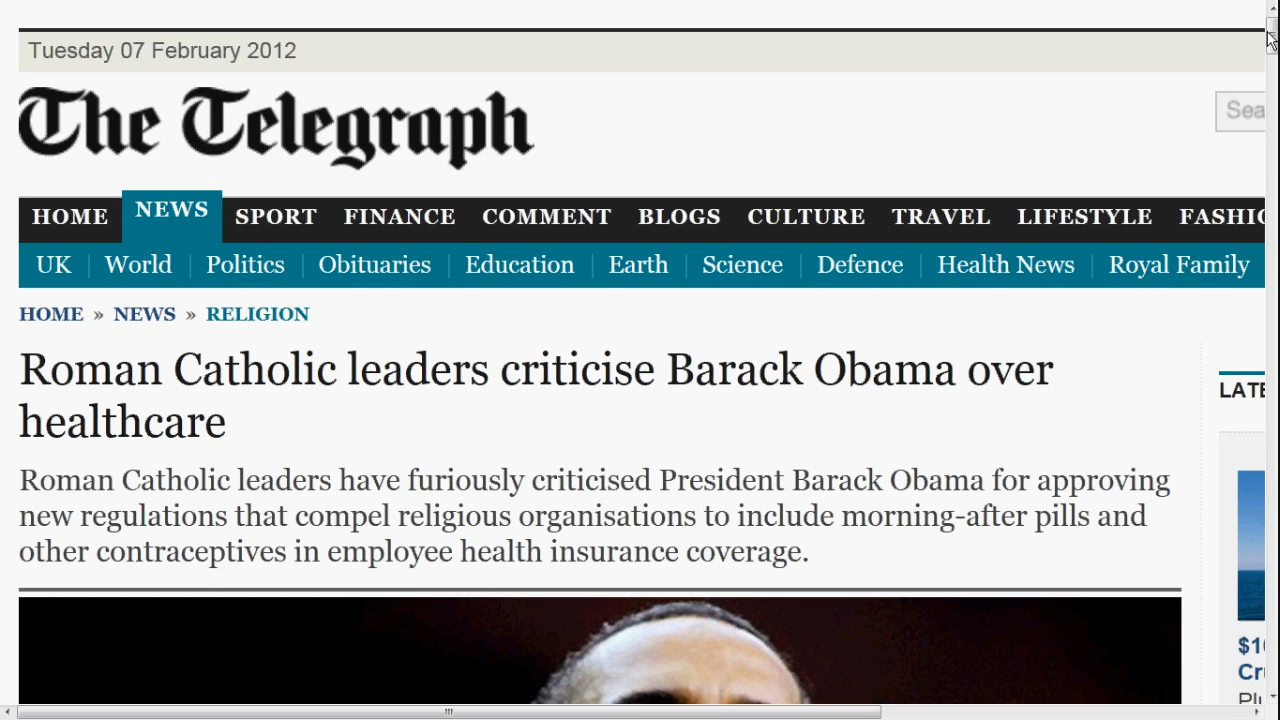 Tuesday 07 February 2012
The Telegraph
Sea
HOME NEWS SPORT FINANCE COMMENT BLOGS CULTURE TRAVEL LIFESTYLE FASHIO
UK World Politics Obituaries Education Earth Science Defence Health News Royal Family
HOME » NEWS » RELIGION
Roman Catholic leaders criticise Barack Obama over
healthcare
LATE
Roman Catholic leaders have furiously criticised President Barack Obama for approving
new regulations that compel religious organisations to include morning-after pills and
other contraceptives in employee health insurance coverage.
$10
Cr
Plu